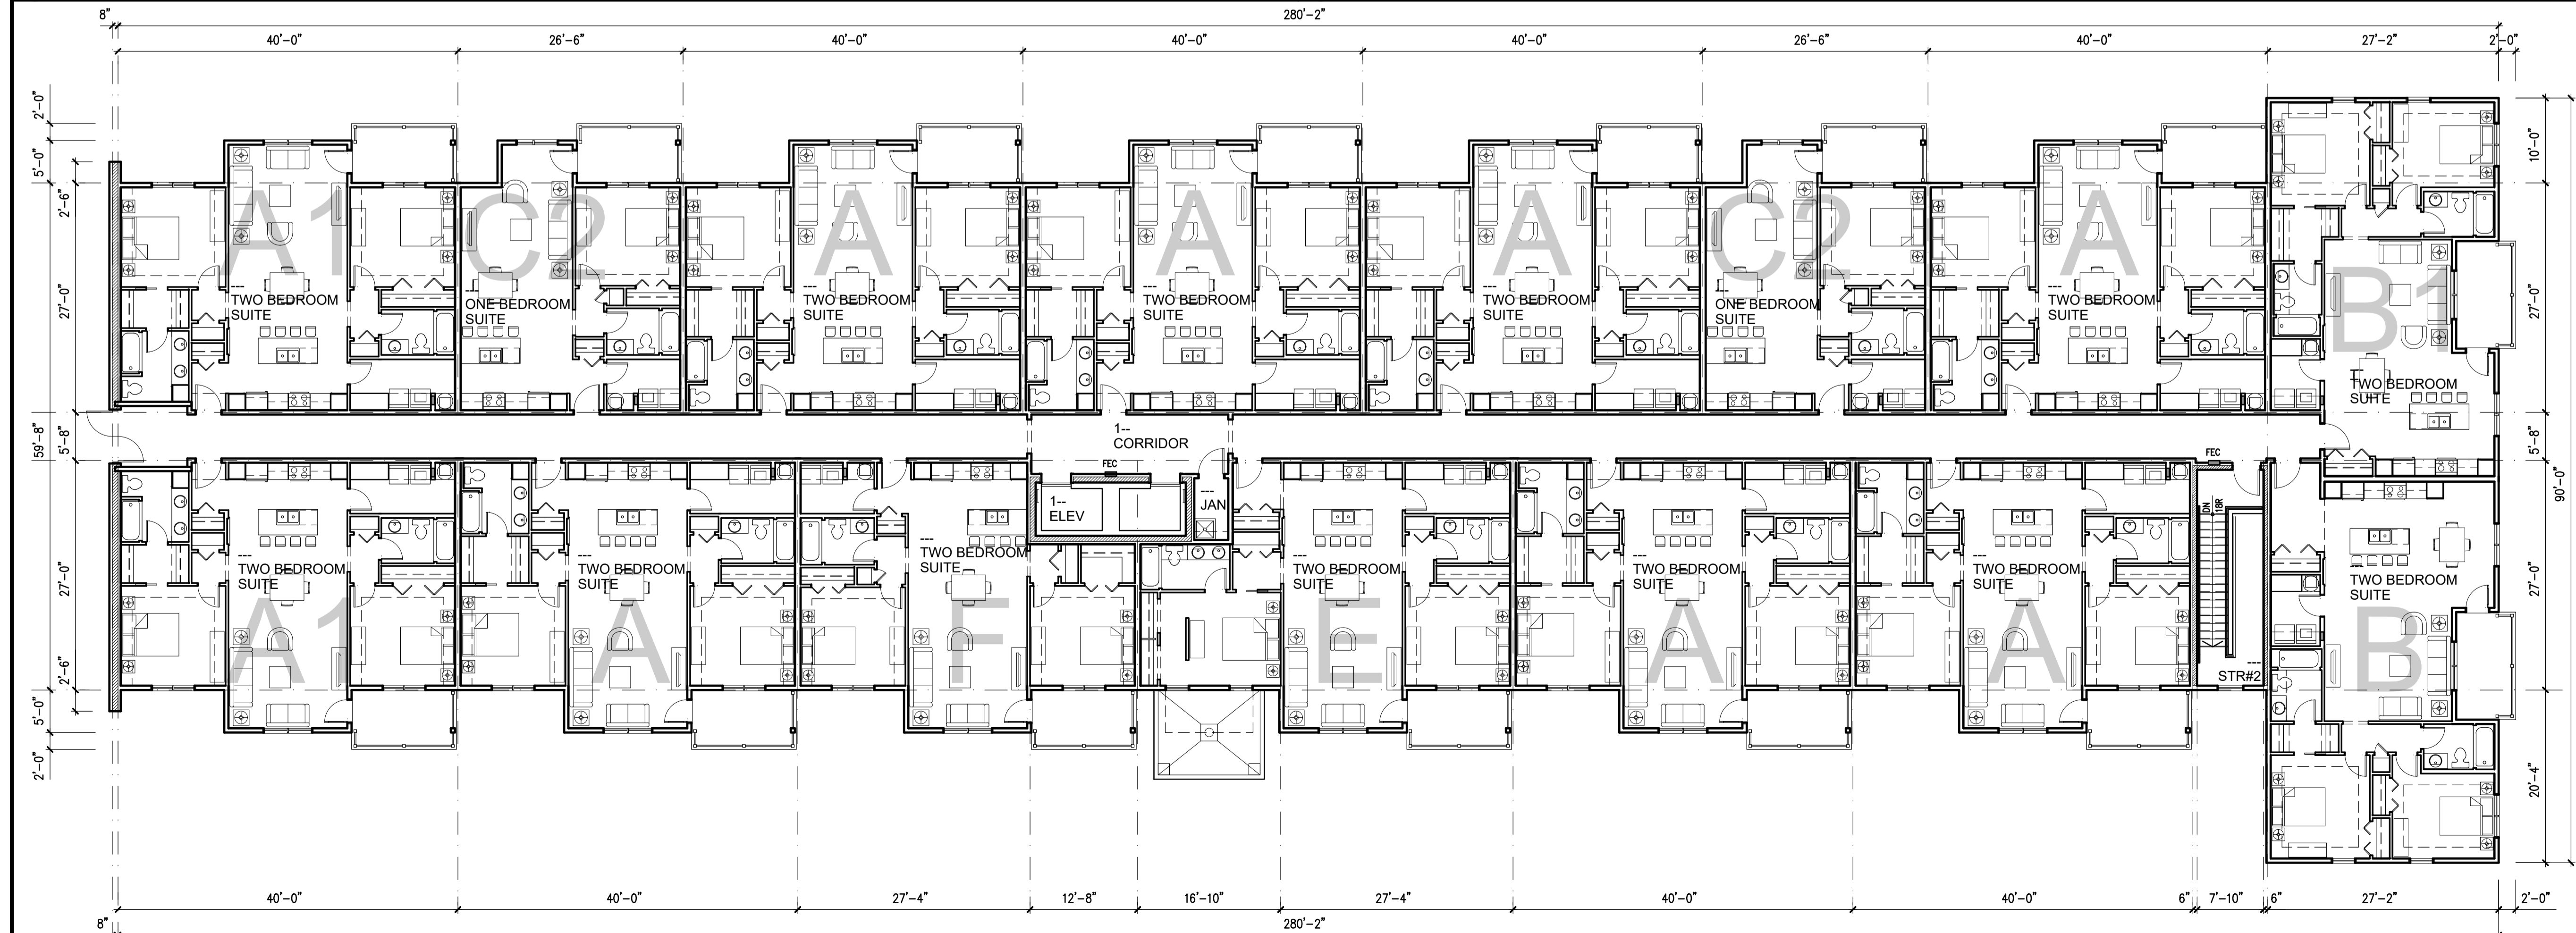 8"
280'-2"
40'-0"
26'-6"
40'-0"
40'-0"
40'-0"
26'-6"
40'-0"
27'-2"
2'-0"
2'-0"
5'-0"
2'-6"
27'-0"
59'-8"
5'-8"
27'-0"
2'-6"
5'-0"
2'-0"
10'-0"
27'-0"
5'-8"
90'-0"
27'-0"
20'-4"
A1
---
TWO BEDROOM
SUITE
C2
---
ONE BEDROOM
SUITE
A
---
TWO BEDROOM
SUITE
A
---
TWO BEDROOM
SUITE
A
---
TWO BEDROOM
SUITE
C2
---
ONE BEDROOM
SUITE
A
---
TWO BEDROOM
SUITE
B1
---
TWO BEDROOM
SUITE
1--
CORRIDOR
FEC
1--
ELEV
---
JAN
FEC
DN
18R
---
STR#2
---
TWO BEDROOM
SUITE
A1
---
TWO BEDROOM
SUITE
A
---
TWO BEDROOM
SUITE
F
---
TWO BEDROOM
SUITE
E
---
TWO BEDROOM
SUITE
A
---
TWO BEDROOM
SUITE
A
---
TWO BEDROOM
SUITE
B
40'-0"
40'-0"
27'-4"
12'-8"
16'-10"
27'-4"
40'-0"
40'-0"
6"
7'-10"
6"
27'-2"
2'-0"
8"
280'-2"